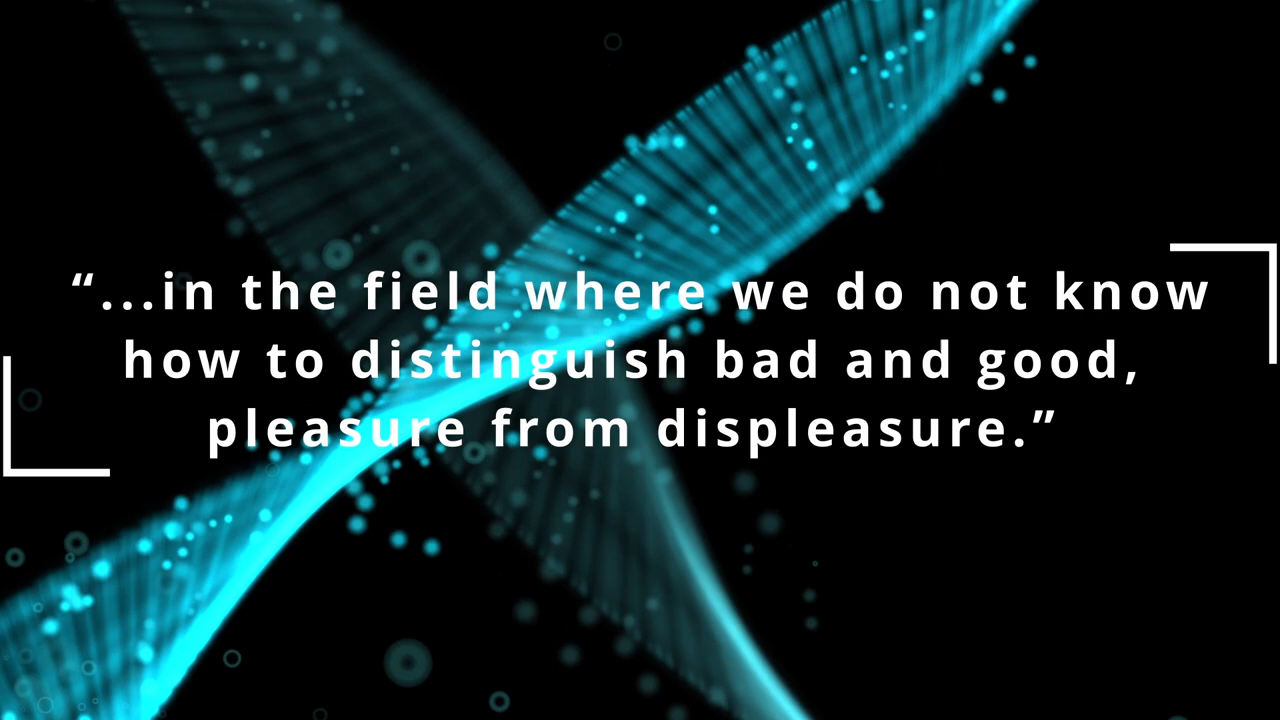 “...in the field where we do not know
how to distinguish bad and good,
pleasure from displeasure.”